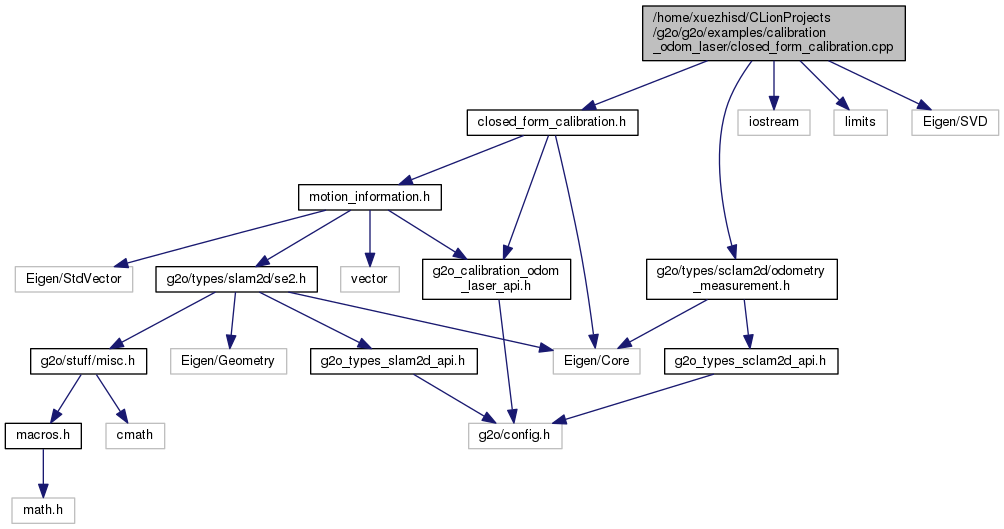 /home/xuezhisd/CLionProjects
/g2o/g2o/examples/calibration
_odom_laser/closed_form_calibration.cpp
closed_form_calibration.h
iostream
limits
Eigen/SVD
motion_information.h
Eigen/StdVector
g2o/types/slam2d/se2.h
vector
g2o_calibration_odom
_laser_api.h
g2o/types/sclam2d/odometry
_measurement.h
g2o/stuff/misc.h
Eigen/Geometry
g2o_types_slam2d_api.h
Eigen/Core
g2o_types_sclam2d_api.h
macros.h
cmath
g2o/config.h
math.h